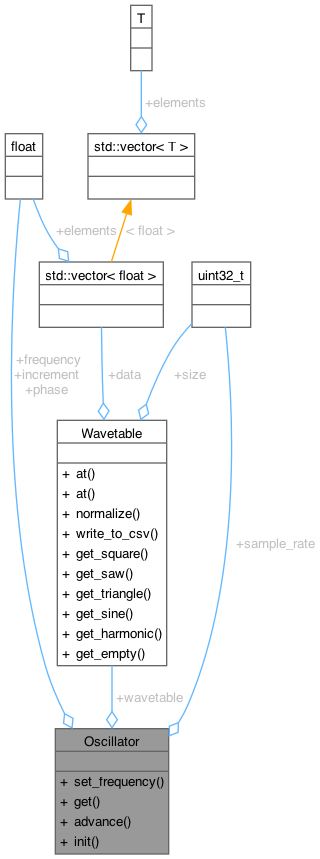 T
+elements
float
std::vector< T >
+elements
< float >
std::vector< float >
uint32_t
+frequency
+increment
+phase
+data
+size
Wavetable
+ at()
+ at()
+ normalize()
+ write_to_csv()
+ get_square()
+ get_saw()
+ get_triangle()
+ get_sine()
+ get_harmonic()
+ get_empty()
+sample_rate
+wavetable
Oscillator
+ set_frequency()
+ get()
+ advance()
+ init()